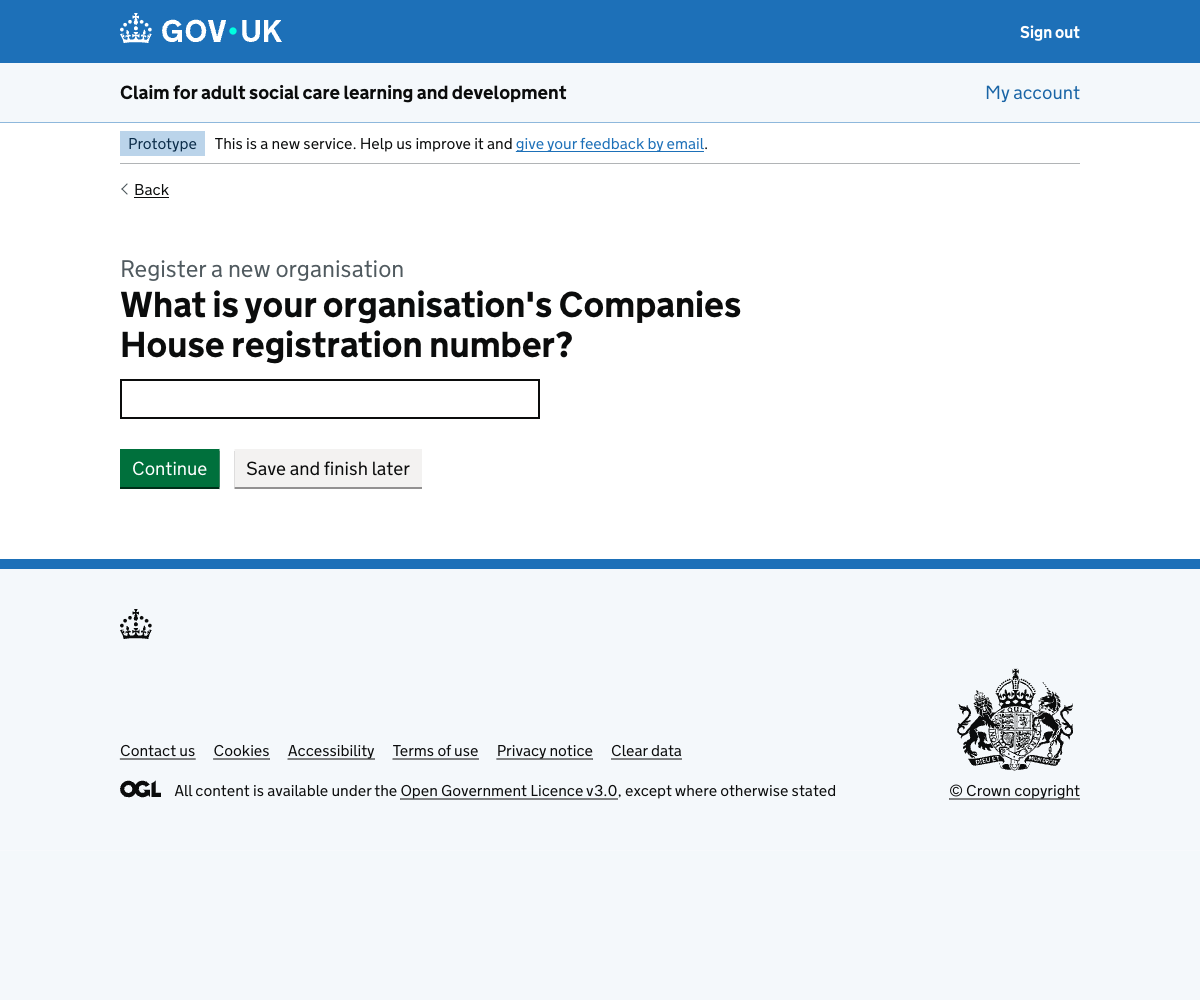 GOV·UK
Sign out
Claim for adult social care learning and development
My account
Prototype This is a new service. Help us improve it and give your feedback by email.
Back
Register a new organisation
What is your organisation's Companies
House registration number?
Continue
Save and finish later
Contact us Cookies Accessibility Terms of use Privacy notice Clear data
OGL All content is available under the Open Government Licence v3.0, except where otherwise stated
© Crown copyright